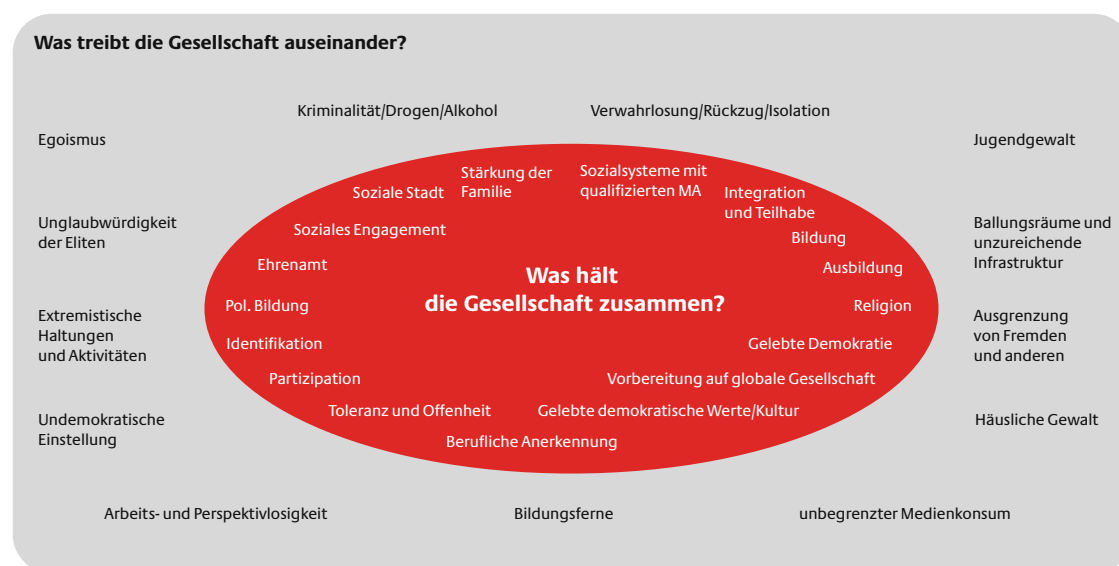 Was treibt die Gesellschaft auseinander?
Kriminalität/Drogen/Alkohol
Verwahrlosung/Rückzug/Isolation
Egoismus
Jugendgewalt
Unglaubwürdigkeit
der Eliten
Ballungsräume und
unzureichende
Infrastruktur
Extremistische
Haltungen
und Aktivitäten
Ausgrenzung
von Fremden
und anderen
Undemokratische
Einstellung
Häusliche Gewalt
Arbeits- und Perspektivlosigkeit
Bildungsferne
unbegrenzter Medienkonsum
Was hält
die Gesellschaft zusammen?
Soziale Stadt
Stärkung der
Familie
Sozialsysteme mit
qualifizierten MA
Integration
und Teilhabe
Soziales Engagement
Bildung
Ehrenamt
Ausbildung
Pol. Bildung
Religion
Identifikation
Gelebte Demokratie
Partizipation
Vorbereitung auf globale Gesellschaft
Toleranz und Offenheit
Gelebte demokratische Werte/Kultur
Berufliche Anerkennung